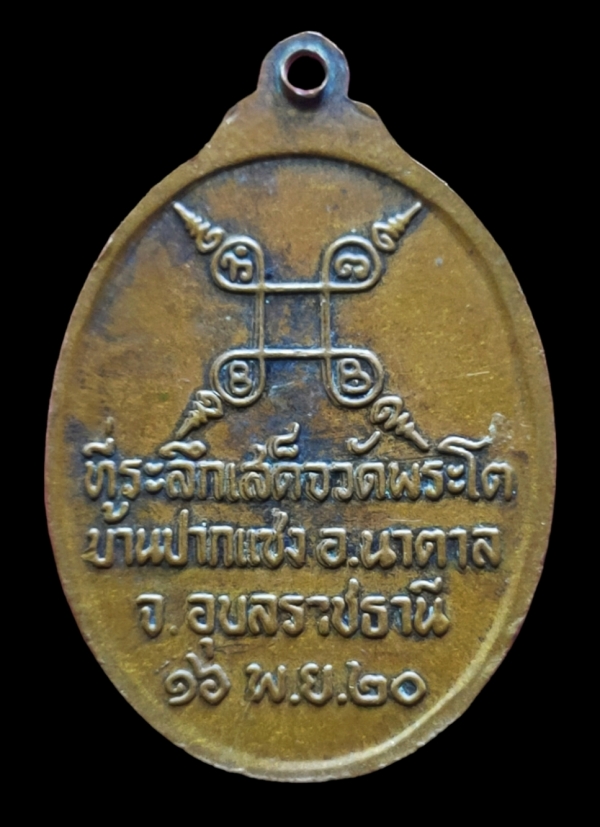 ที่ระลึกเสด็จวัดพระโต
บ้านปากแซง อ.นาตาล
จ.อุบลราชธานี
๑๖ พ.ย.๒๐